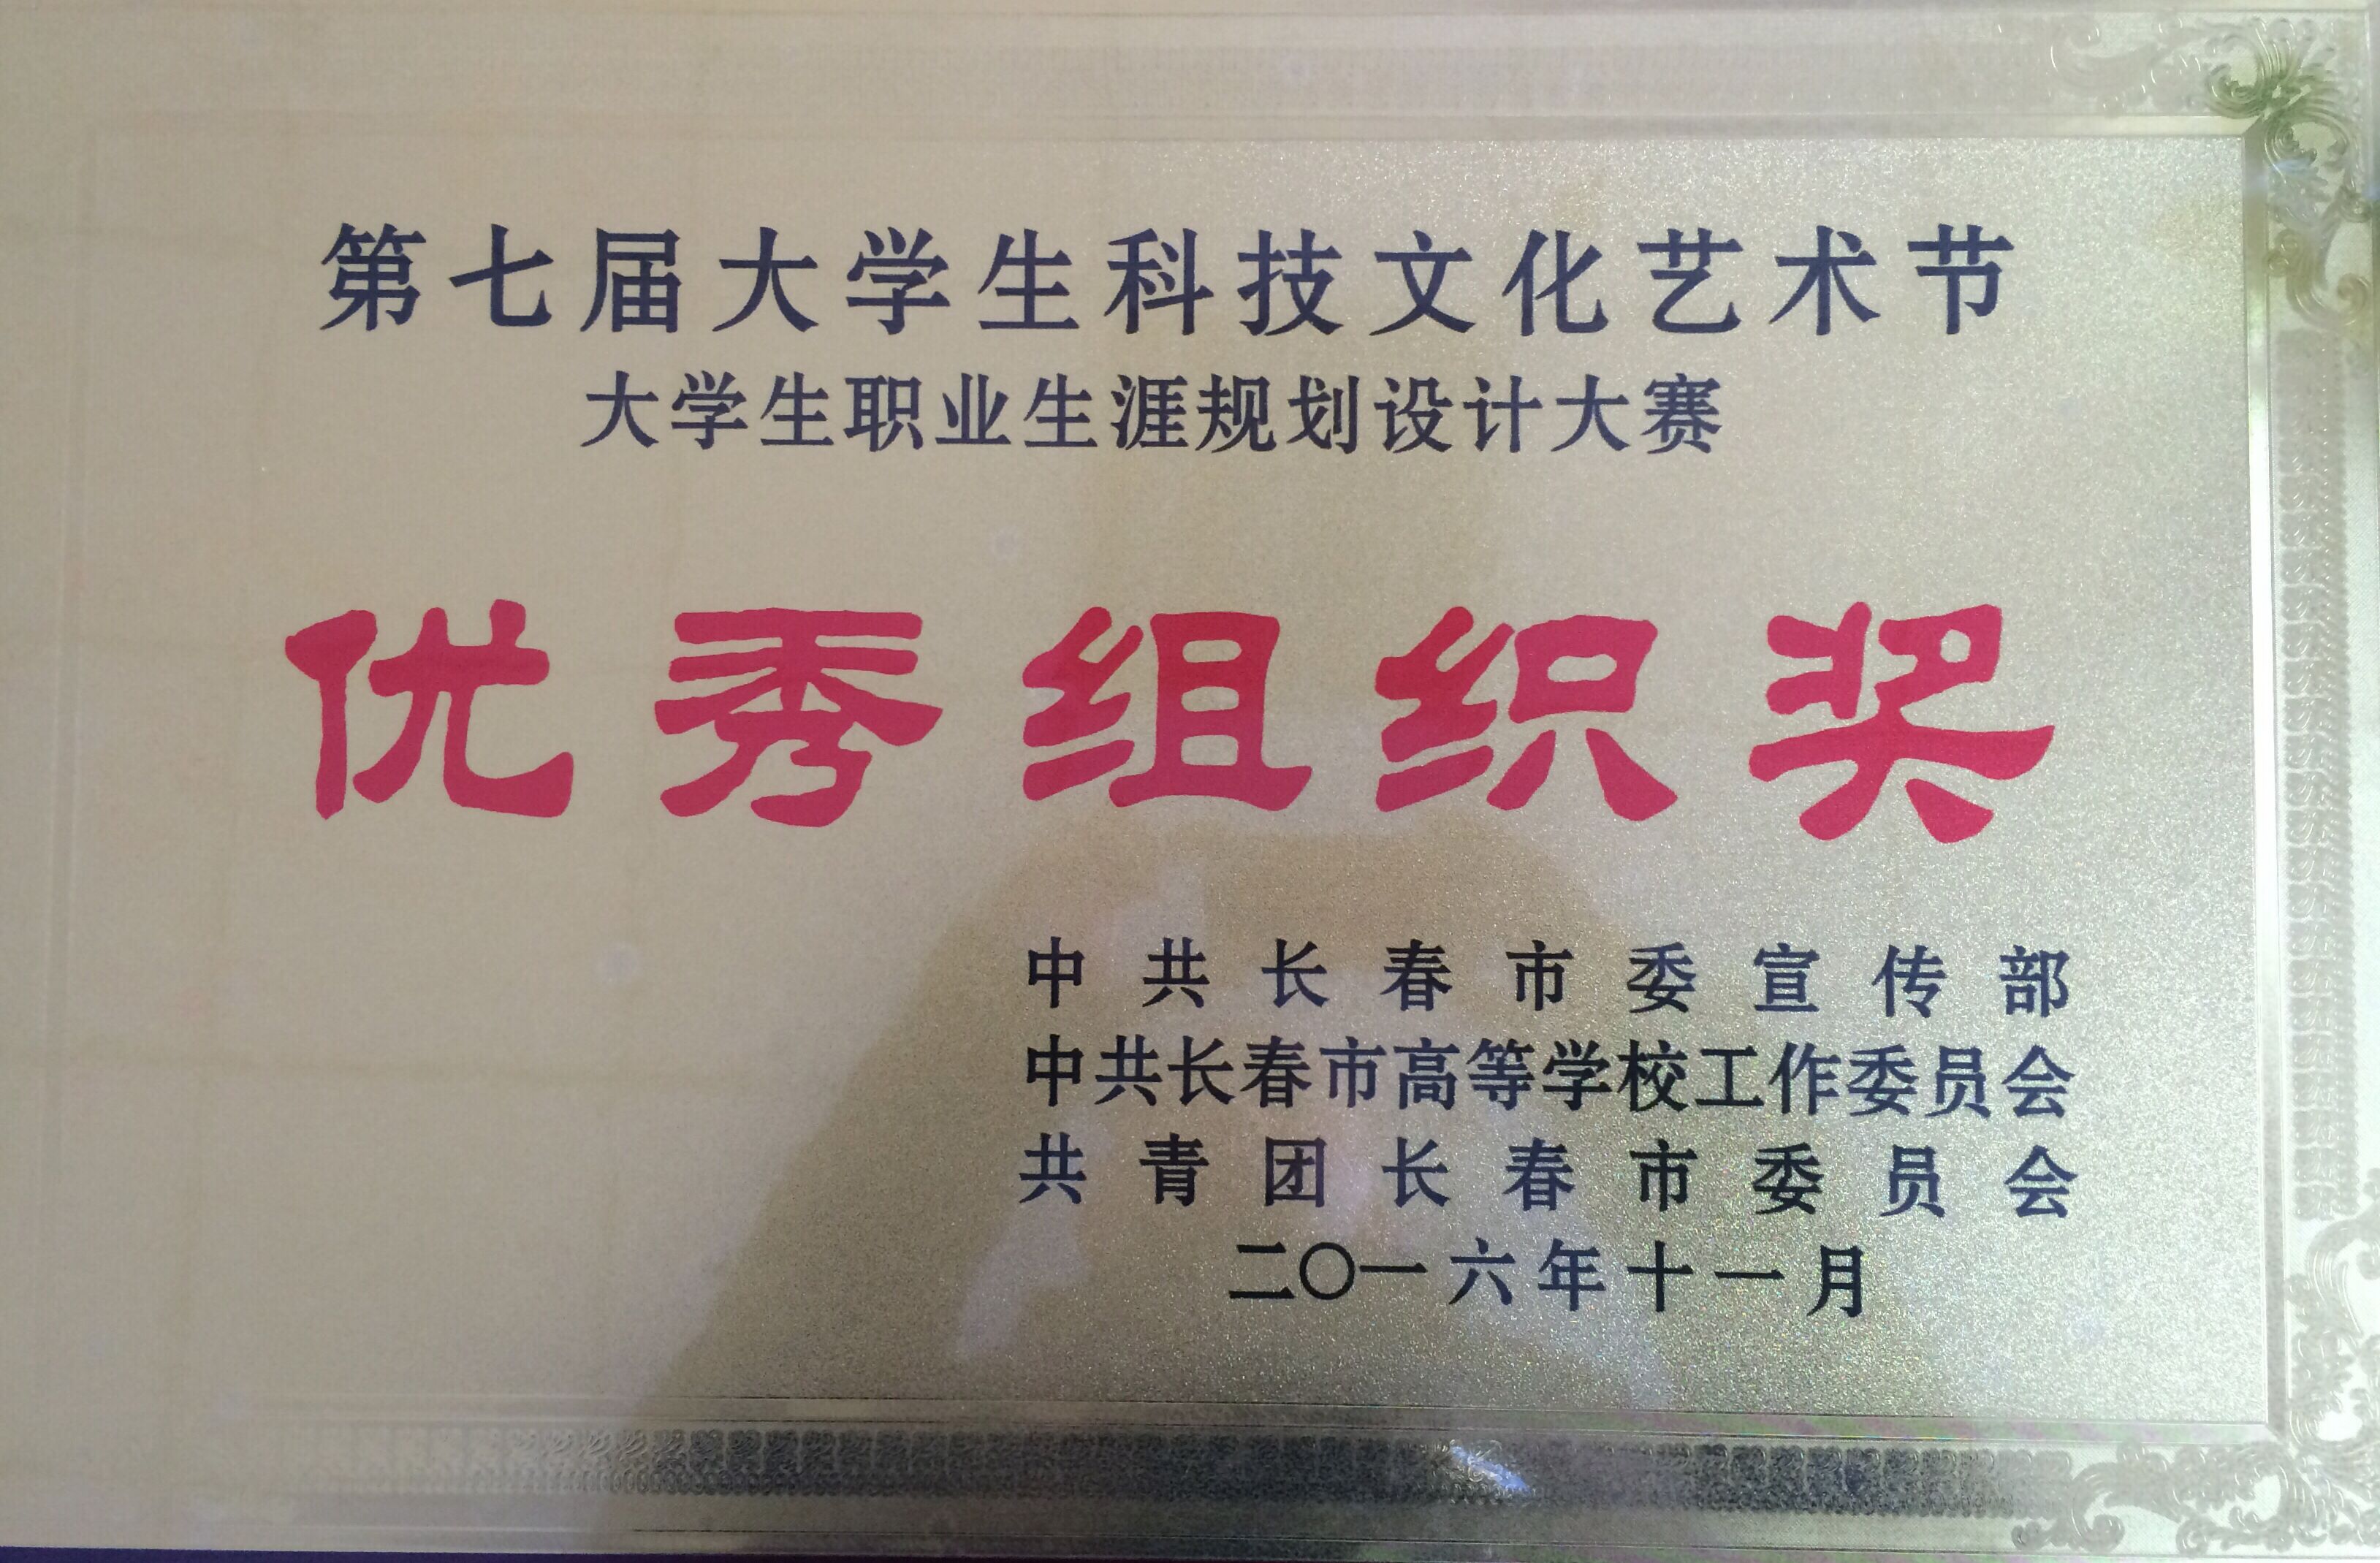 第七届大学生科技文化艺术节
大学生职业生涯规划设计大赛
优秀组织奖
中共长春市委宣传部
中共长春市高等学校工作委员会
共青团长春市委员会
二〇一六年十一月